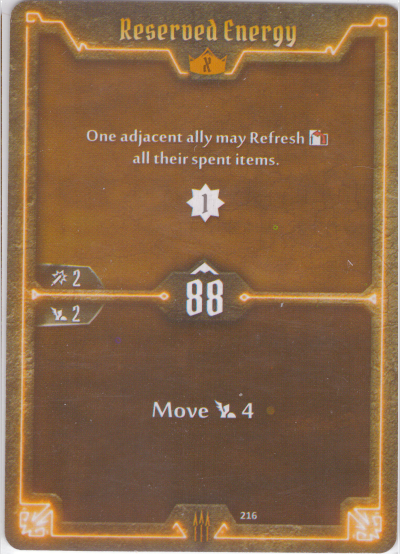 Reserved Energy
X
One adjacent ally may Refresh
all their spent items.
1
2
88
2
Move 4
216